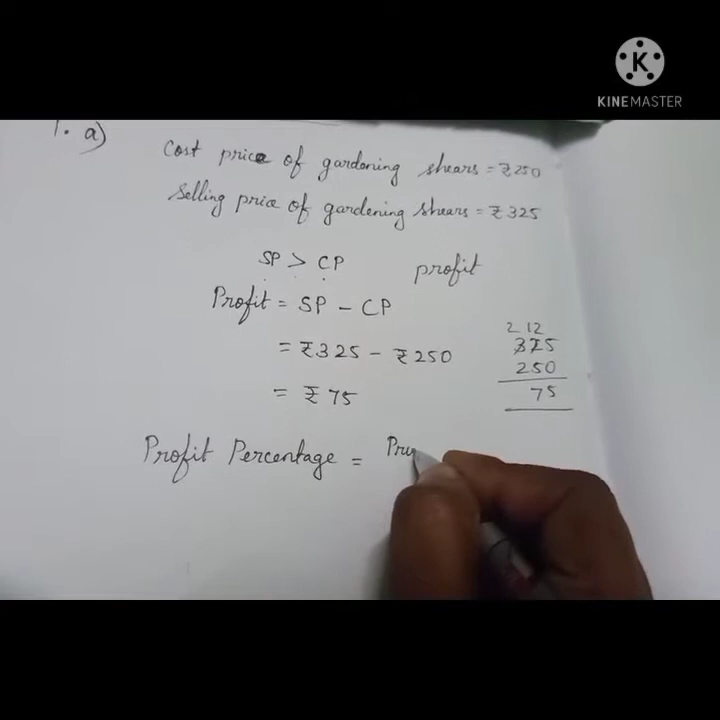 K
KINEMASTER
1. a)
Cost price of gardening shears = ₹250
Selling price of gardening shears = ₹325
SP > CP profit
Profit = SP - CP
= ₹325 - ₹250
= ₹75
2 12
325
250
75
Profit Percentage =